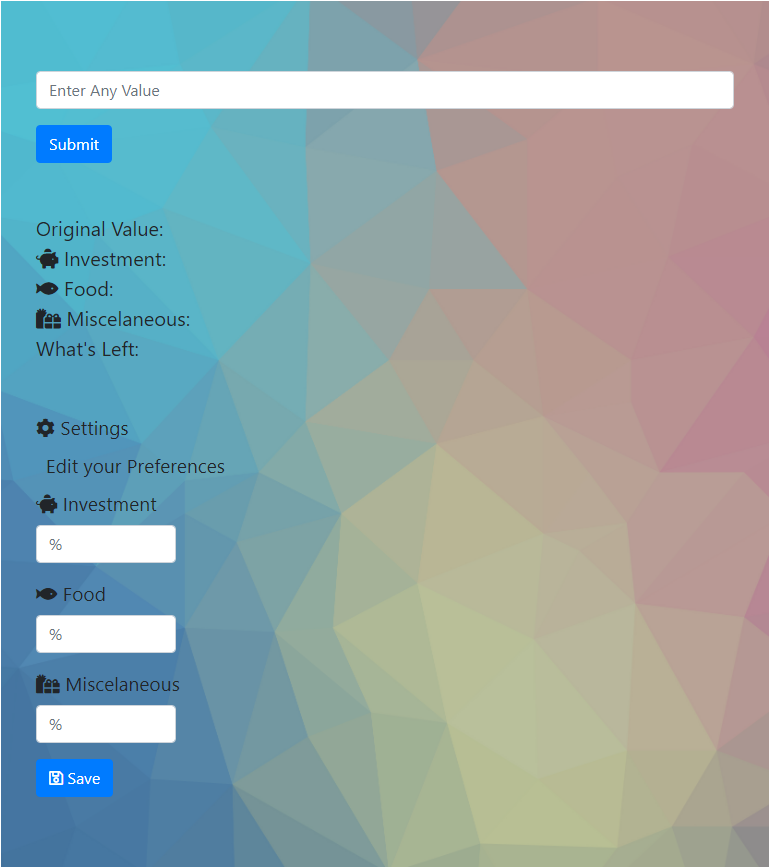 Enter Any Value
Submit
Original Value:
Investment:
Food:
Miscelaneous:
What's Left:
Settings
Edit your Preferences
Investment
%
Food
%
Miscelaneous
%
Save